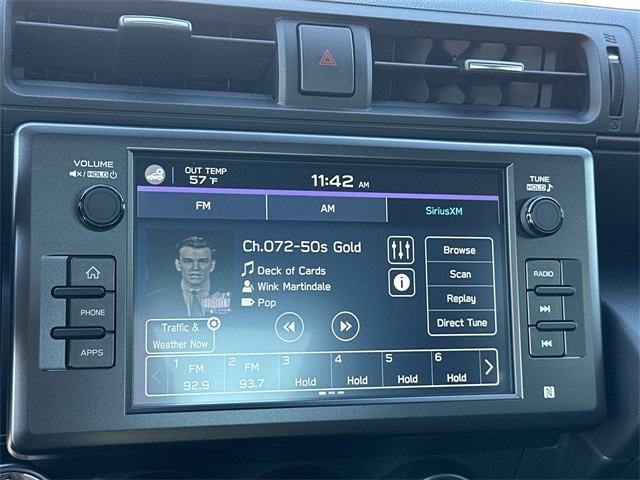 VOLUME
HOLD
OUT TEMP
57 °F
11:42 AM
TUNE
HOLD
FM
AM
SiriusXM
Ch.072-50s Gold
Deck of Cards
Wink Martindale
Pop
Browse
Scan
Replay
Direct Tune
PHONE
APPS
RADIO
Traffic &
Weather Now
1 FM 92.9
2 FM 93.7
3 Hold
4 Hold
5 Hold
6 Hold
N